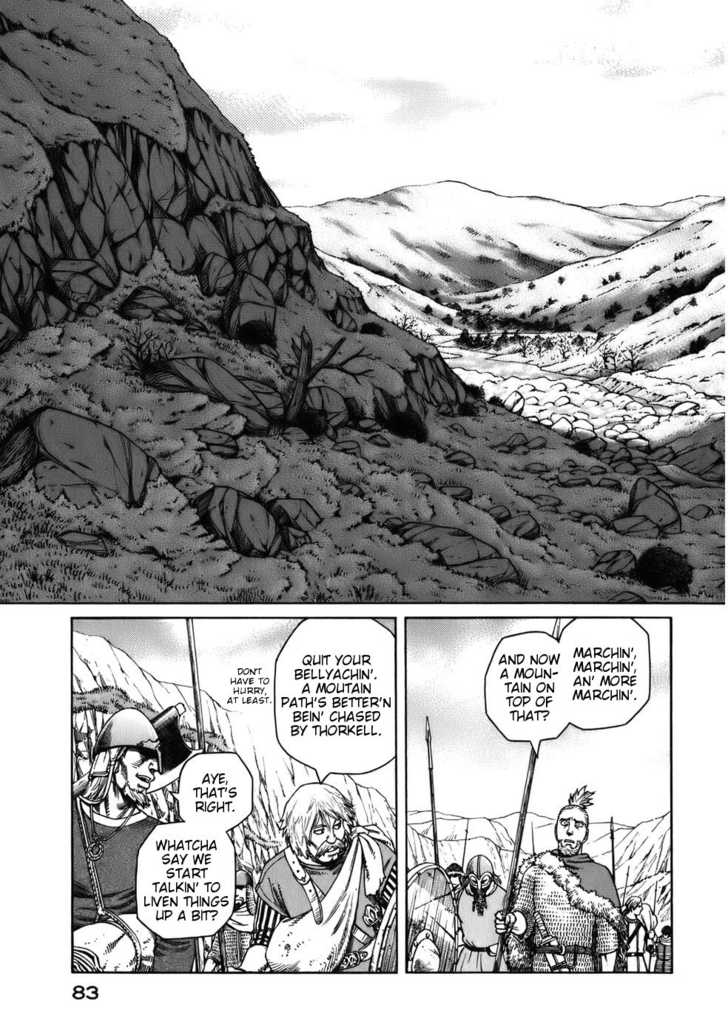 MARCHIN',
MARCHIN',
AN' MORE
MARCHIN'.
AND NOW
A MOUN-
TAIN ON
TOP OF
THAT?
QUIT YOUR
BELLYACHIN'.
A MOUTAIN
PATH'S BETTER'N
BEIN' CHASED
BY THORKELL.
DON'T
HAVE TO
HURRY,
AT LEAST.
AYE,
THAT'S
RIGHT.
WHATCHA
SAY WE
START
TALKIN' TO
LIVEN THINGS
UP A BIT?
83